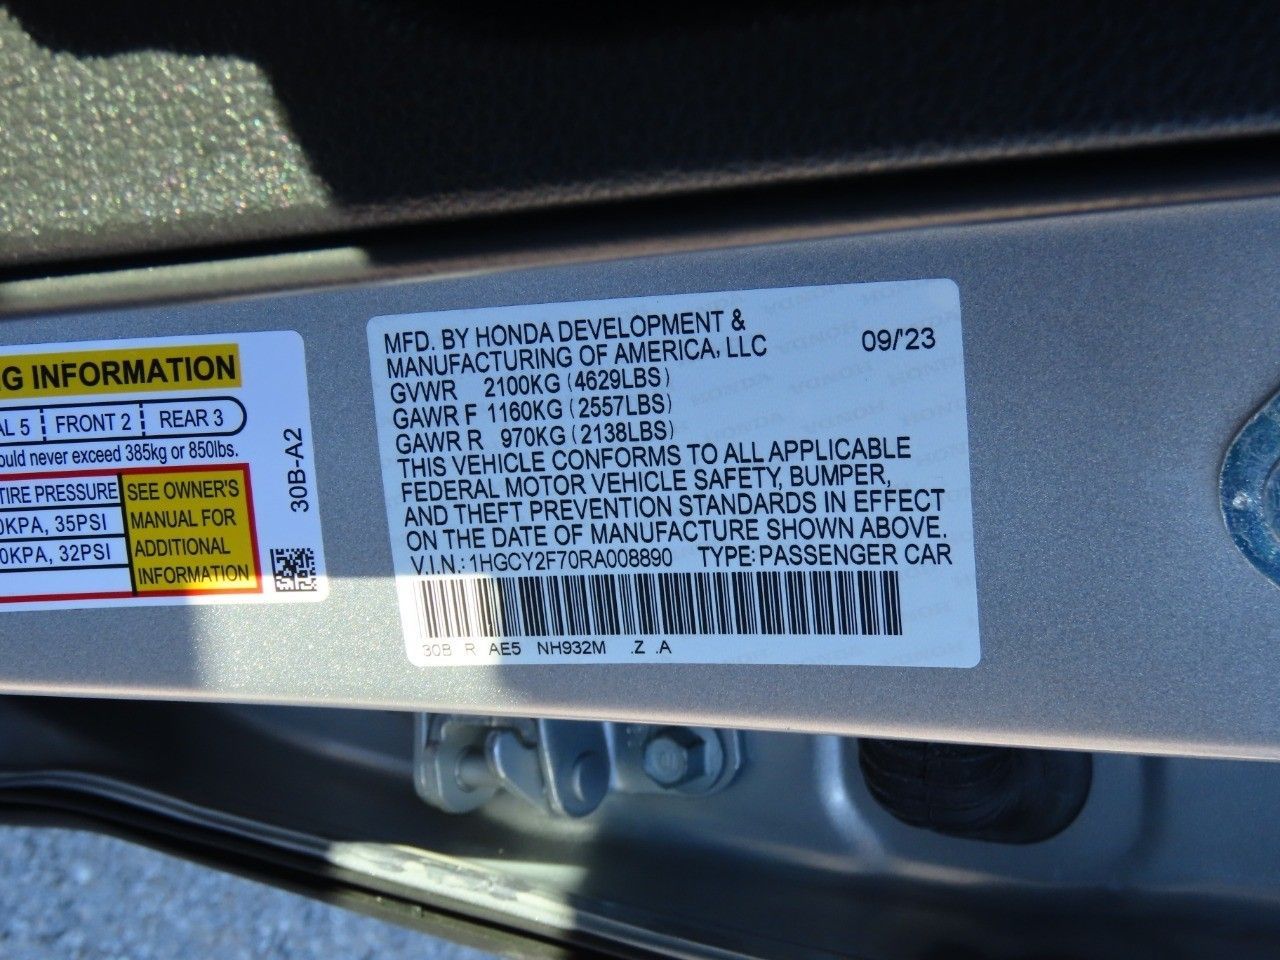 G INFORMATION
AL 5 FRONT 2 REAR 3
ould never exceed 385kg or 850lbs.
TIRE PRESSURE
0KPA, 35PSI
0KPA, 32PSI
SEE OWNER'S
MANUAL FOR
ADDITIONAL
INFORMATION
30B-A2
MFD. BY HONDA DEVELOPMENT &
MANUFACTURING OF AMERICA, LLC 09/'23
GVWR 2100KG (4629LBS)
GAWR F 1160KG (2557LBS)
GAWR R 970KG (2138LBS)
THIS VEHICLE CONFORMS TO ALL APPLICABLE
FEDERAL MOTOR VEHICLE SAFETY, BUMPER,
AND THEFT PREVENTION STANDARDS IN EFFECT
ON THE DATE OF MANUFACTURE SHOWN ABOVE.
V.I.N.: 1HGCY2F70RA008890 TYPE: PASSENGER CAR
30B R AE5 NH932M .Z .A